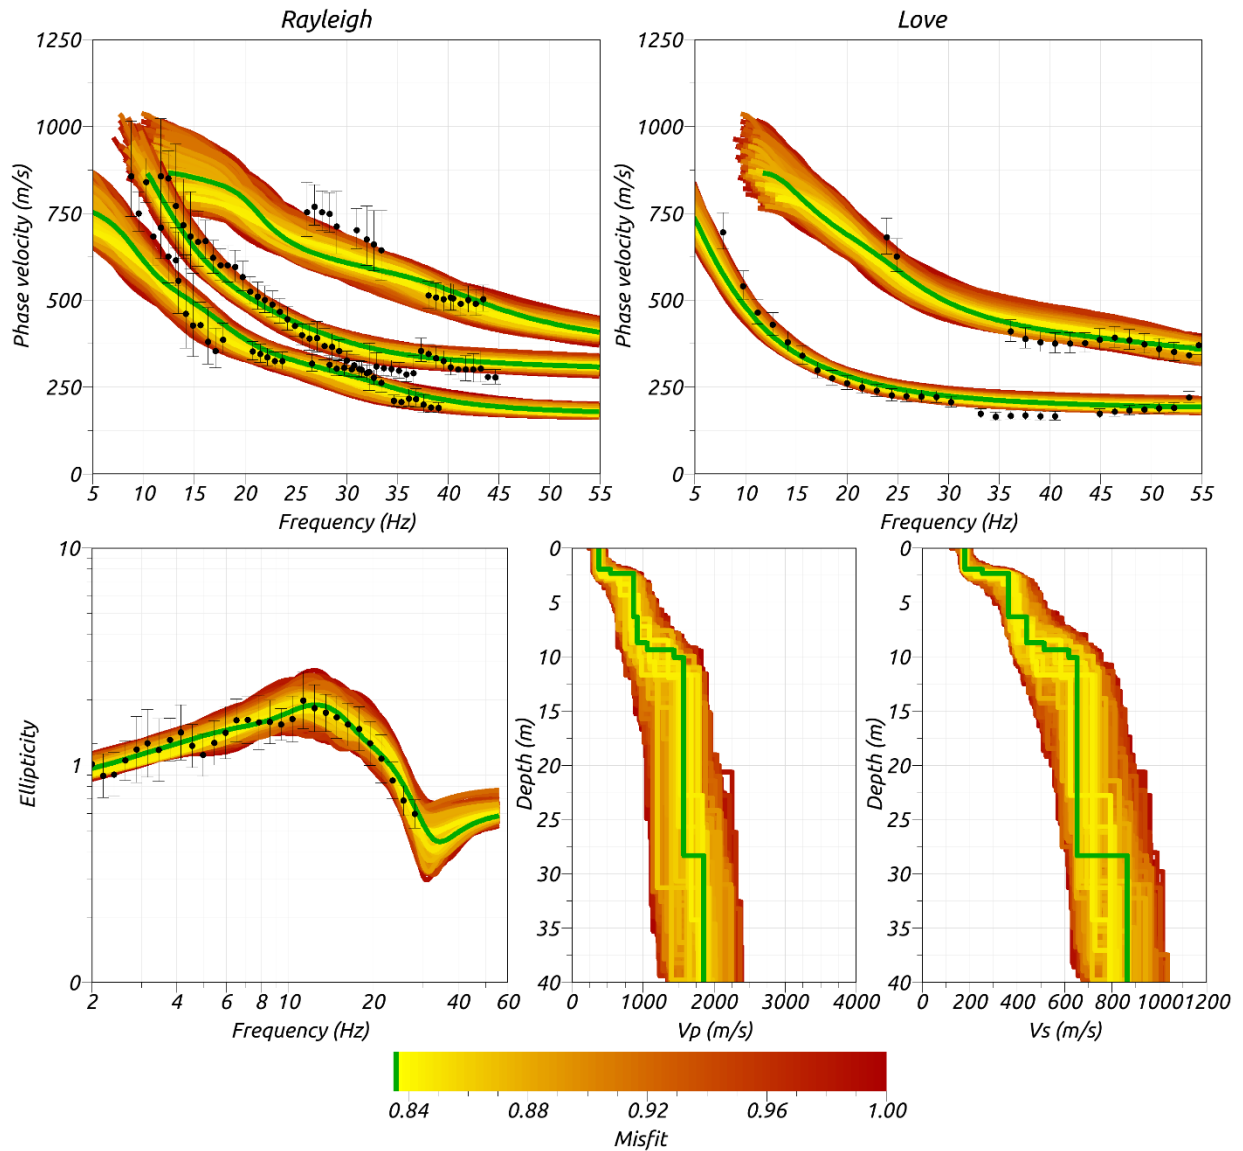 Rayleigh
Love
1250
1000
750
500
250
0
Phase velocity (m/s)
5 10 15 20 25 30 35 40 45 50 55
Frequency (Hz)
1250
1000
750
500
250
0
Phase velocity (m/s)
5 10 15 20 25 30 35 40 45 50 55
Frequency (Hz)
10
1
0
Ellipticity
2 4 6 8 10 20 40 60
Frequency (Hz)
0
5
10
15
20
25
30
35
40
Depth (m)
0 1000 2000 3000 4000
Vp (m/s)
0
5
10
15
20
25
30
35
40
Depth (m)
0 200 400 600 800 1000 1200
Vs (m/s)
0.84 0.88 0.92 0.96 1.00
Misfit